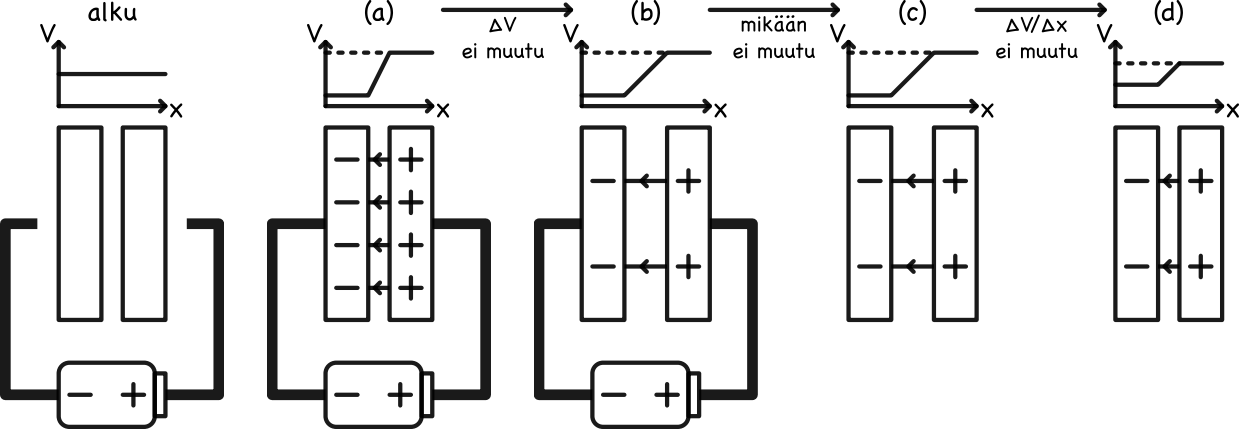 alku
(a)
ΔV
ei muutu
(b)
mikään
ei muutu
(c)
ΔV/Δx
ei muutu
(d)
V
x
V
x
V
x
V
x
V
x
− +
− +
− +
− +
− +
− +
− +
− +
− +
− +
− +
− +
− +